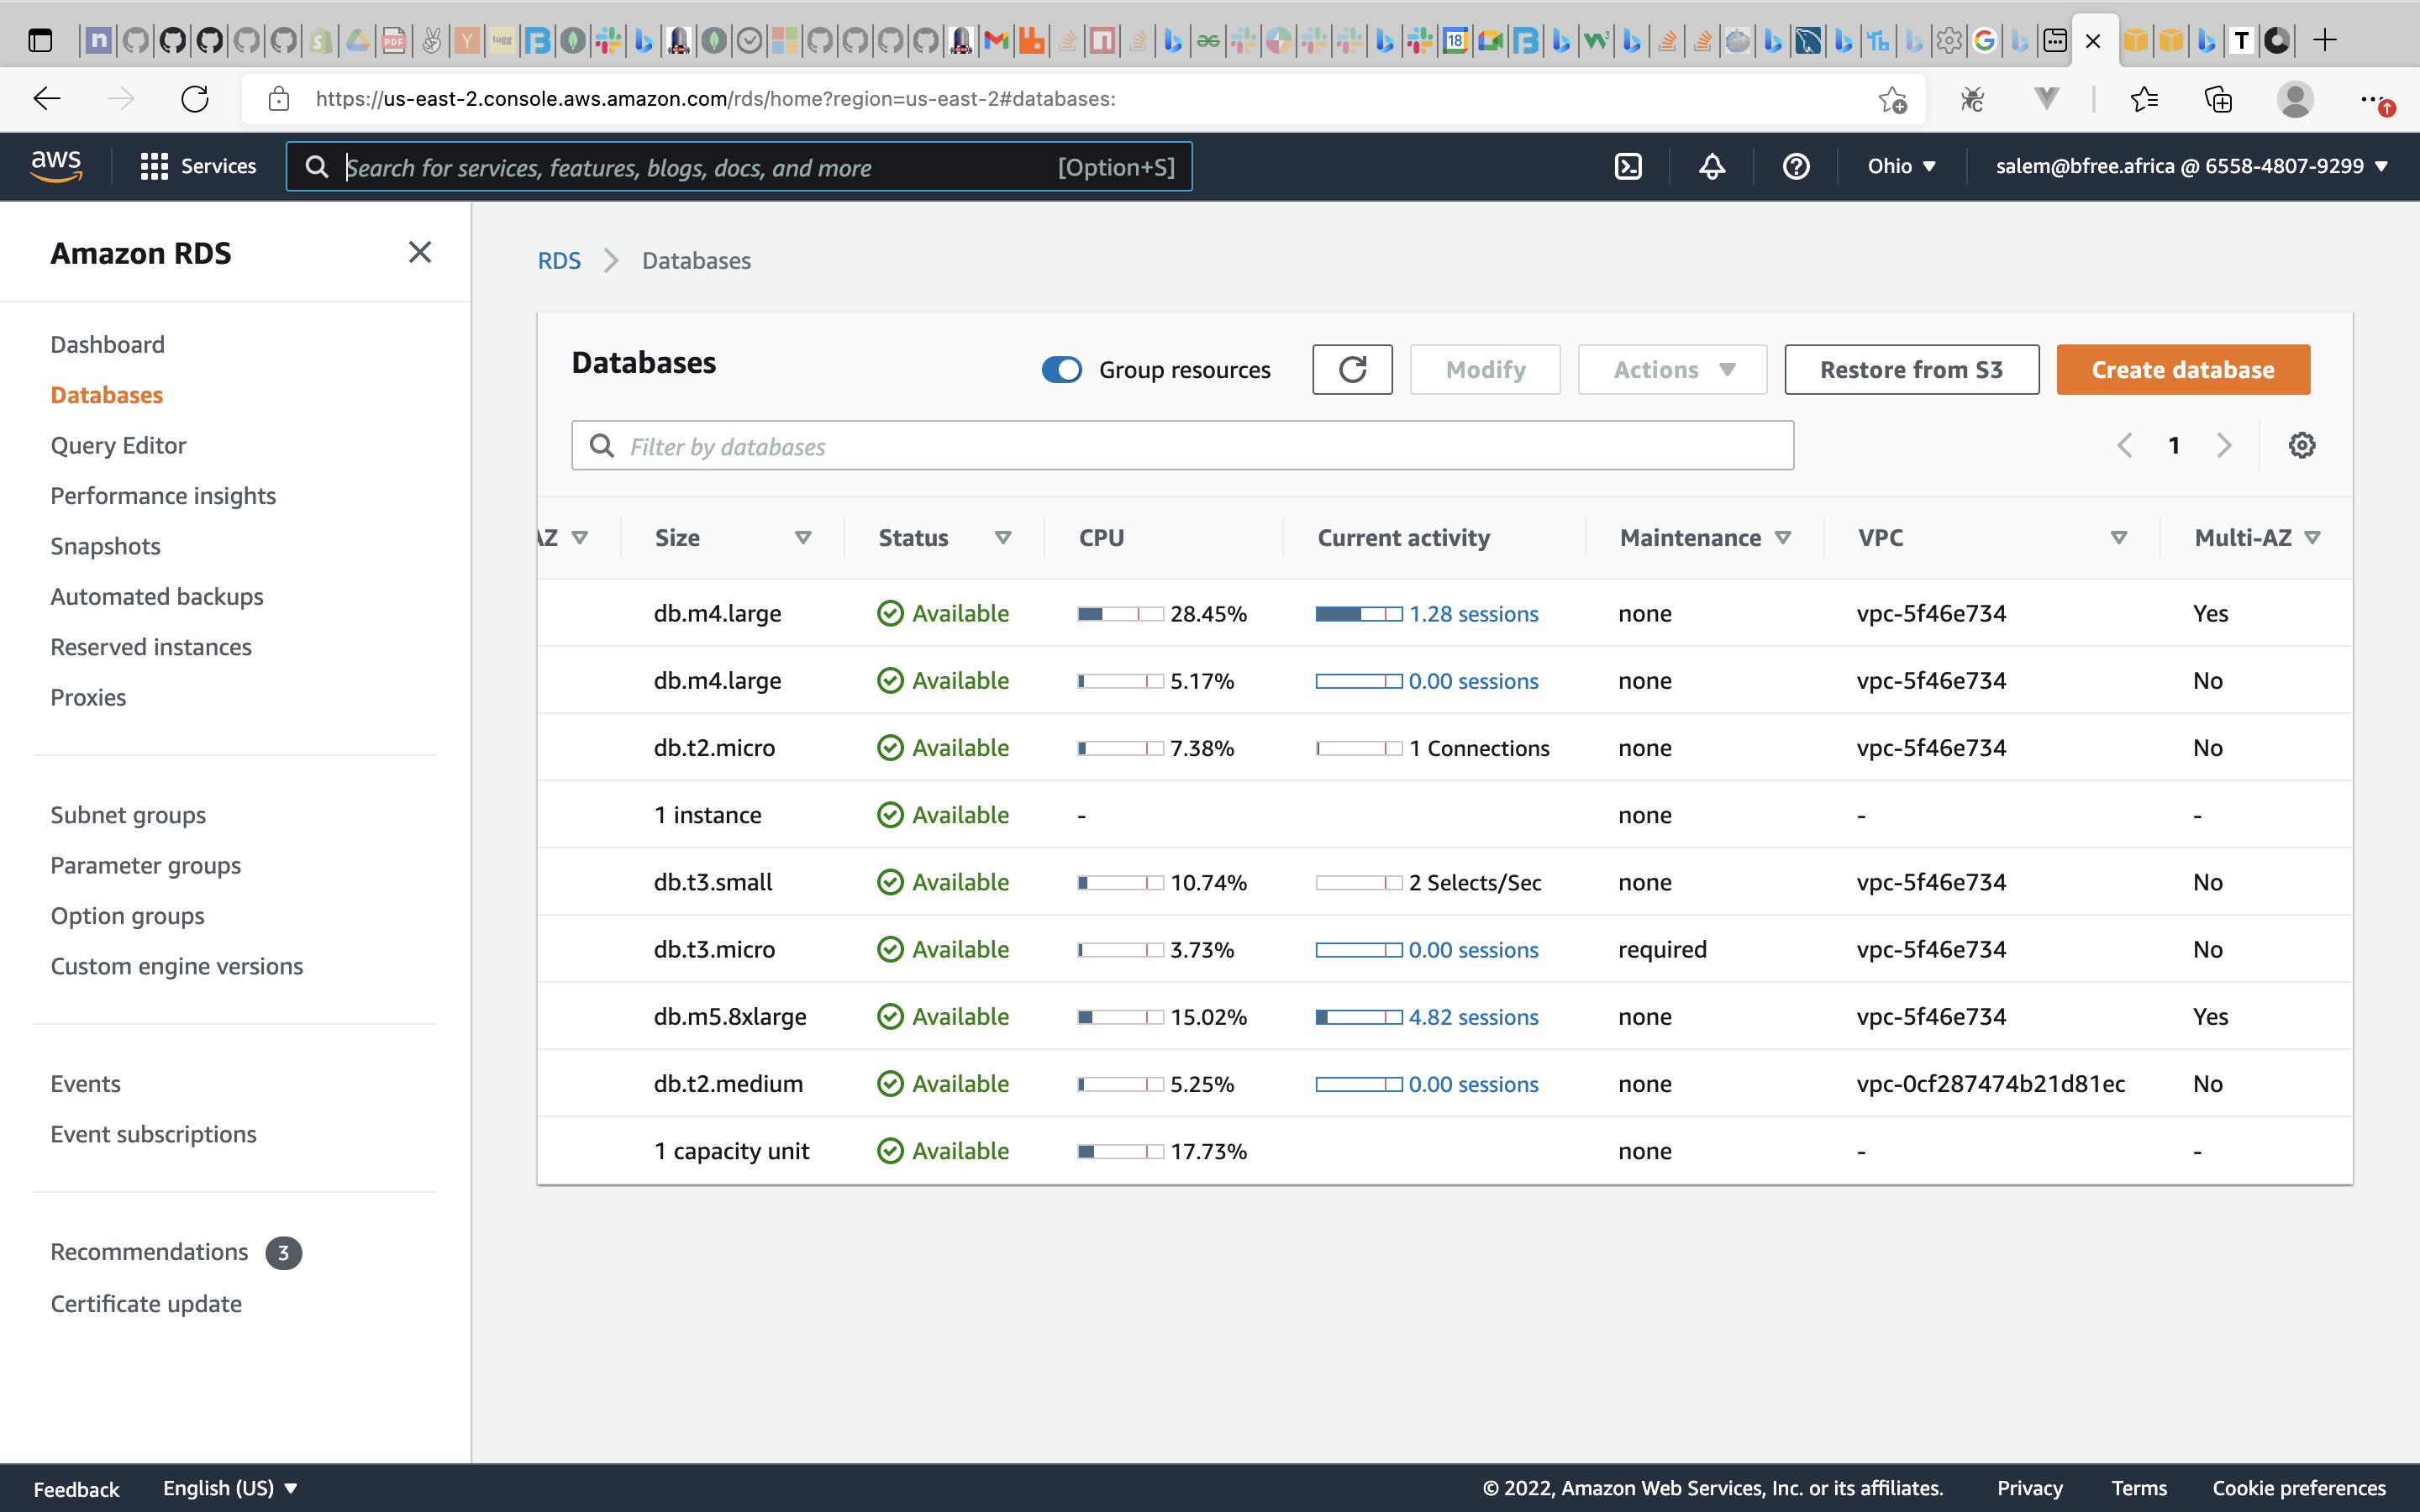 https://us-east-2.console.aws.amazon.com/rds/home?region=us-east-2#databases:
aws Services Search for services, features, blogs, docs, and more [Option+S] Ohio salem@bfree.africa @ 6558-4807-9299
Amazon RDS
Dashboard
Databases
Query Editor
Performance insights
Snapshots
Automated backups
Reserved instances
Proxies
Subnet groups
Parameter groups
Option groups
Custom engine versions
Events
Event subscriptions
Recommendations 3
Certificate update
RDS Databases
Databases Group resources Modify Actions Restore from S3 Create database
Filter by databases 1
AZ Size Status CPU Current activity Maintenance VPC Multi-AZ
db.m4.large Available 28.45% 1.28 sessions none vpc-5f46e734 Yes
db.m4.large Available 5.17% 0.00 sessions none vpc-5f46e734 No
db.t2.micro Available 7.38% 1 Connections none vpc-5f46e734 No
1 instance Available - none - -
db.t3.small Available 10.74% 2 Selects/Sec none vpc-5f46e734 No
db.t3.micro Available 3.73% 0.00 sessions required vpc-5f46e734 No
db.m5.8xlarge Available 15.02% 4.82 sessions none vpc-5f46e734 Yes
db.t2.medium Available 5.25% 0.00 sessions none vpc-0cf287474b21d81ec No
1 capacity unit Available 17.73% none - -
Feedback English (US) © 2022, Amazon Web Services, Inc. or its affiliates. Privacy Terms Cookie preferences